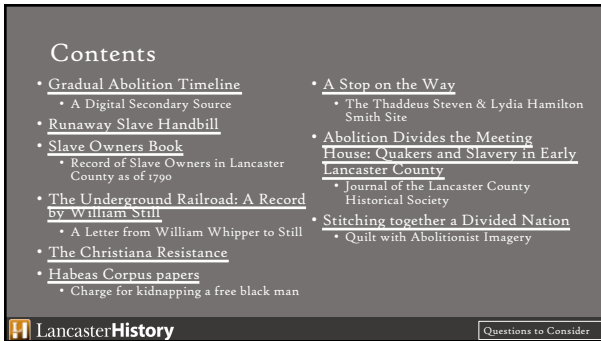 Contents
• Gradual Abolition Timeline
• A Digital Secondary Source
• Runaway Slave Handbill
• Slave Owners Book
• Record of Slave Owners in Lancaster
County as of 1790
• The Underground Railroad: A Record
by William Still
• A Letter from William Whipper to Still
• The Christiana Resistance
• Habeas Corpus papers
• Charge for kidnapping a free black man
• A Stop on the Way
• The Thaddeus Steven & Lydia Hamilton
Smith Site
• Abolition Divides the Meeting
House: Quakers and Slavery in Early
Lancaster County
• Journal of the Lancaster County
Historical Society
• Stitching together a Divided Nation
• Quilt with Abolitionist Imagery
LancasterHistory
Questions to Consider